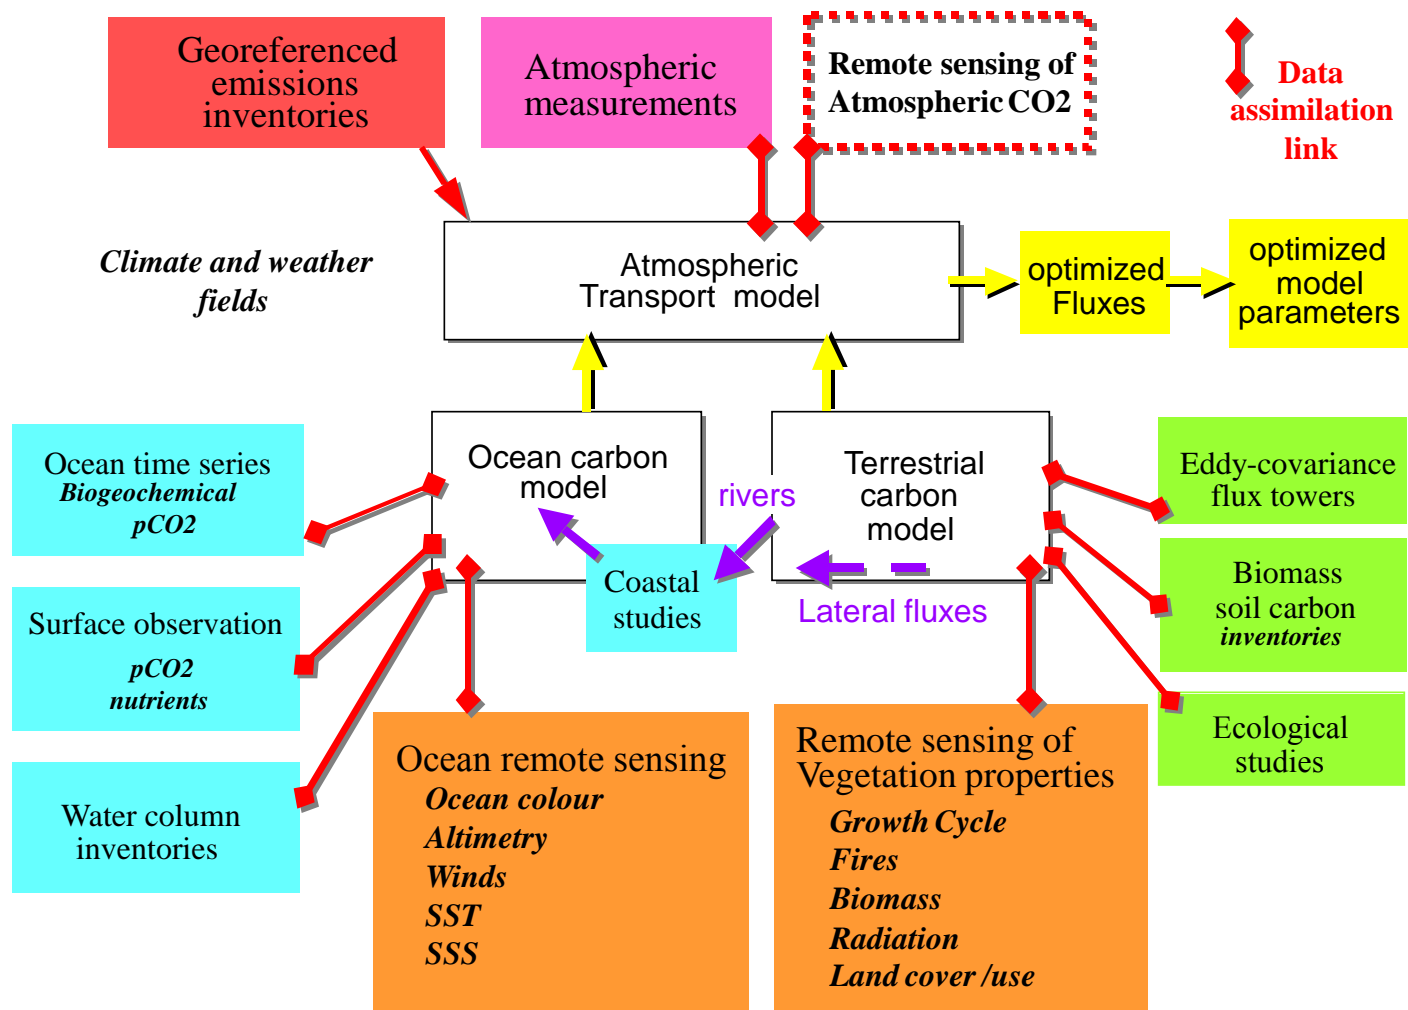 Georeferenced
emissions
inventories
Atmospheric
measurements
Remote sensing of
Atmospheric CO2
Data
assimilation
link
Climate and weather
fields
Atmospheric
Transport model
optimized
Fluxes
optimized
model
parameters
Ocean time series
Biogeochemical
pCO2
Ocean carbon
model
rivers
Terrestrial
carbon
model
Eddy-covariance
flux towers
Surface observation
pCO2
nutrients
Coastal
studies
Lateral fluxes
Biomass
soil carbon
inventories
Water column
inventories
Ocean remote sensing
Ocean colour
Altimetry
Winds
SST
SSS
Remote sensing of
Vegetation properties
Growth Cycle
Fires
Biomass
Radiation
Land cover /use
Ecological
studies